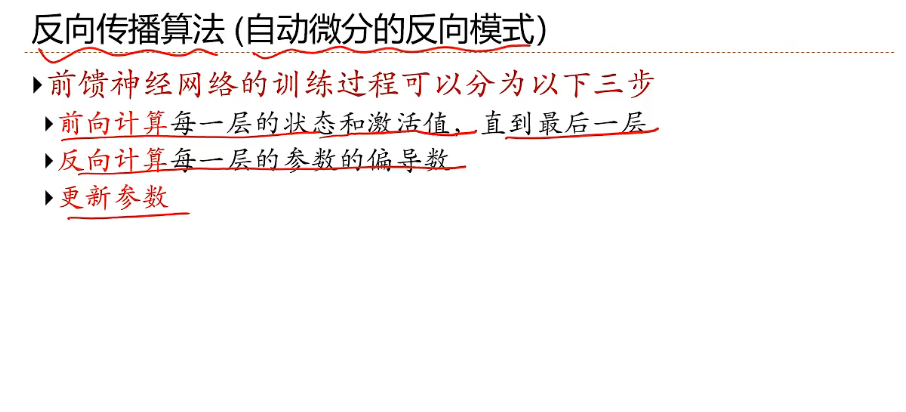 反向传播算法 (自动微分的反向模式)
前馈神经网络的训练过程可以分为以下三步
前向计算每一层的状态和激活值，直到最后一层
反向计算每一层的参数的偏导数
更新参数